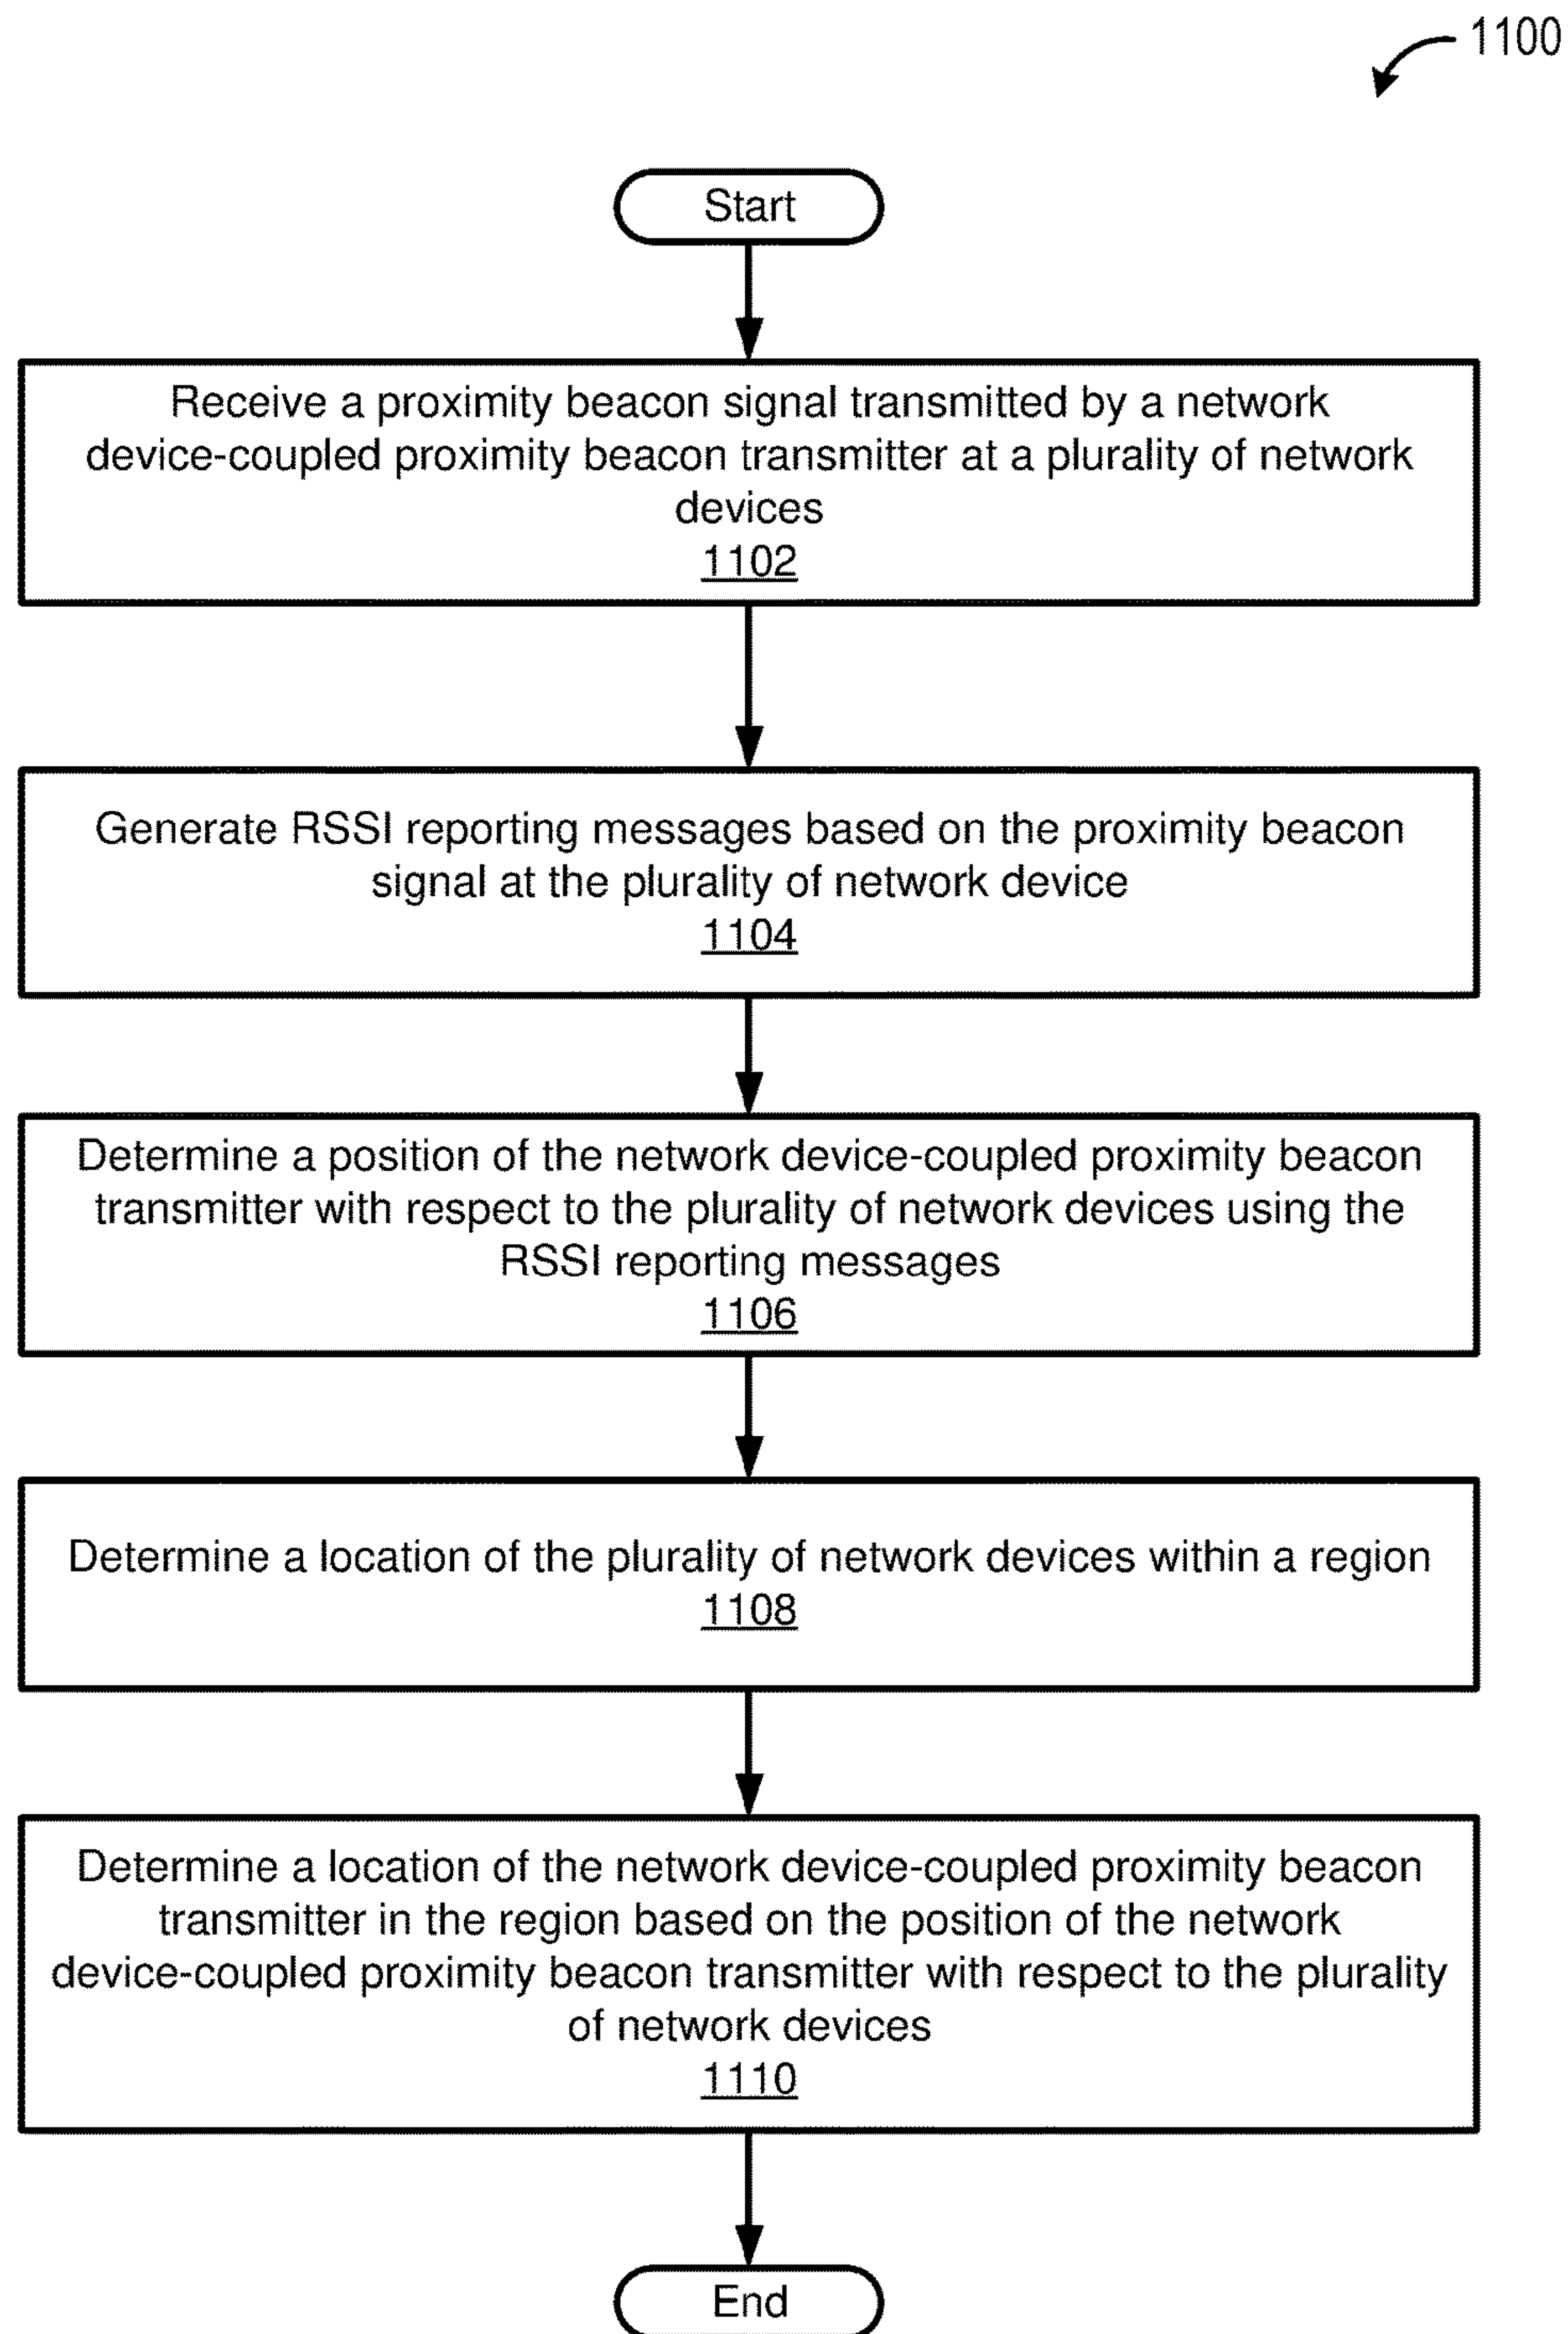 1100
Start
Receive a proximity beacon signal transmitted by a network
device-coupled proximity beacon transmitter at a plurality of network
devices
1102
Generate RSSI reporting messages based on the proximity beacon
signal at the plurality of network device
1104
Determine a position of the network device-coupled proximity beacon
transmitter with respect to the plurality of network devices using the
RSSI reporting messages
1106
Determine a location of the plurality of network devices within a region
1108
Determine a location of the network device-coupled proximity beacon
transmitter in the region based on the position of the network
device-coupled proximity beacon transmitter with respect to the plurality
of network devices
1110
End